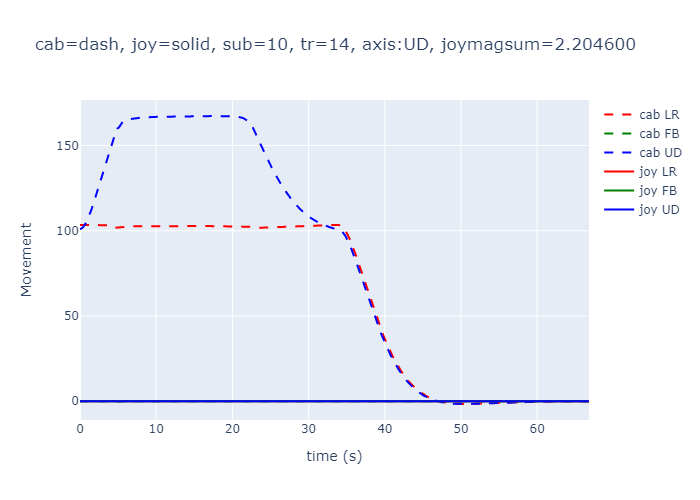 cab=dash, joy=solid, sub=10, tr=14, axis:UD, joymagsum=2.204600
cab LR
cab FB
cab UD
joy LR
joy FB
joy UD
150
100
50
0
Movement
0 10 20 30 40 50 60
time (s)